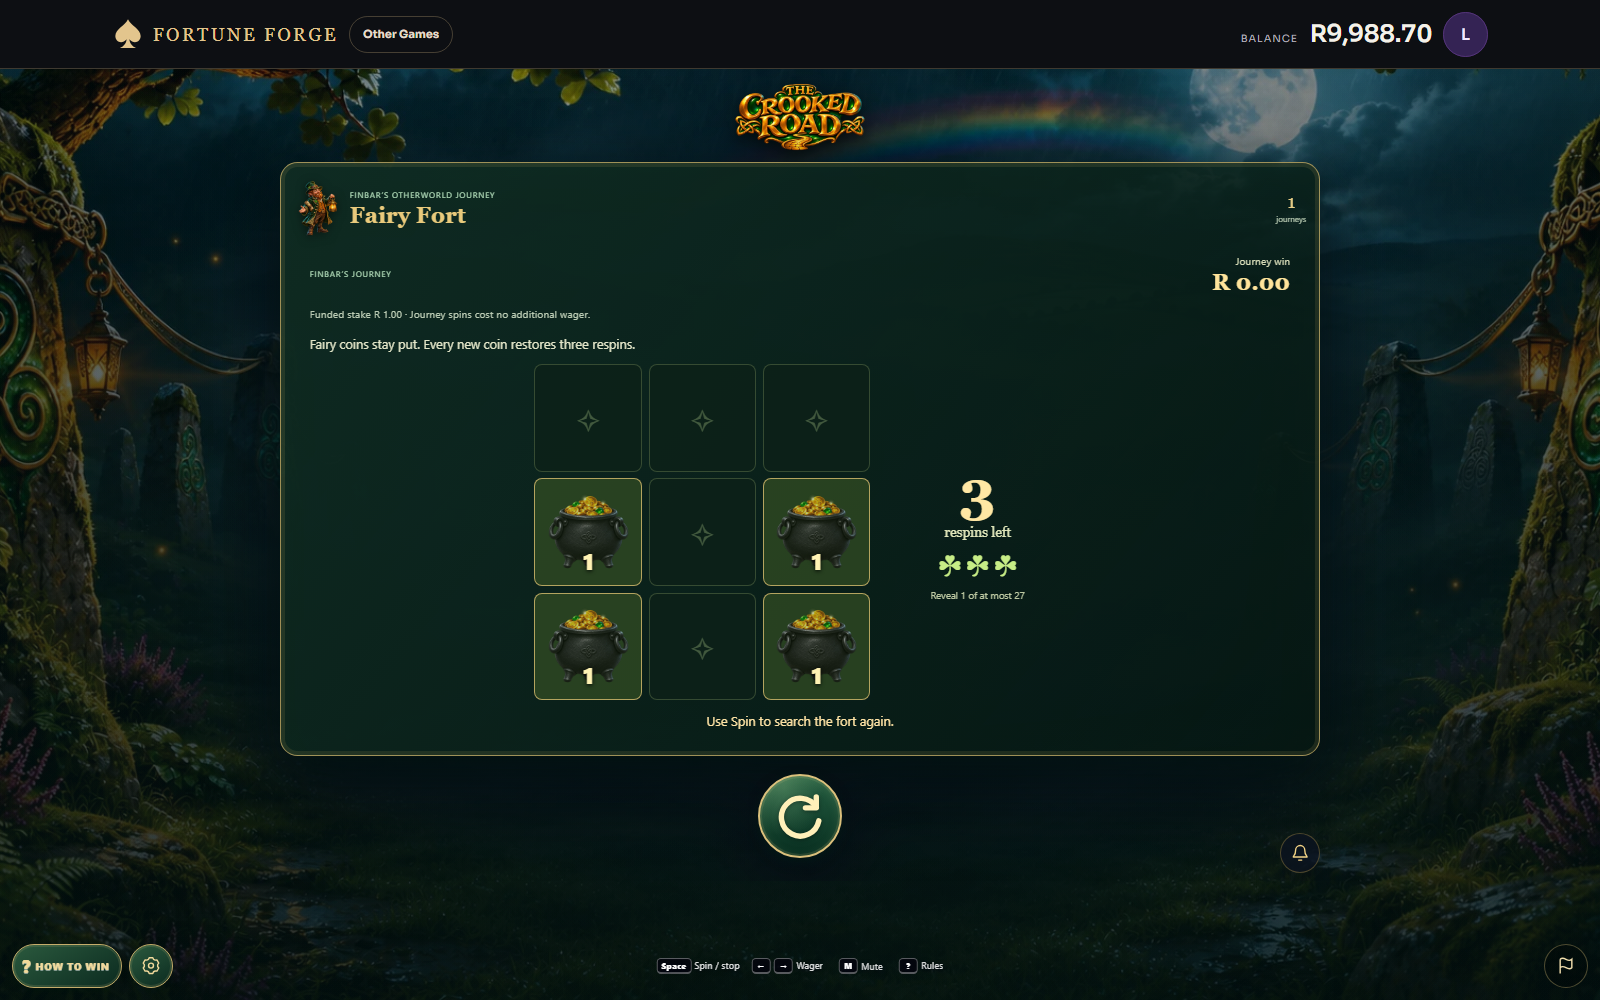 FORTUNE FORGE
Other Games
BALANCE R9,988.70
L
THE
CROOKED
ROAD
FINBAR'S OTHERWORLD JOURNEY
Fairy Fort
1
journeys
FINBAR'S JOURNEY
Journey win
R 0.00
Funded stake R 1.00 · Journey spins cost no additional wager.
Fairy coins stay put. Every new coin restores three respins.
1
1
3
respins left
Reveal 1 of at most 27
1
1
Use Spin to search the fort again.
? HOW TO WIN
Space Spin / stop ← → Wager M Mute ? Rules